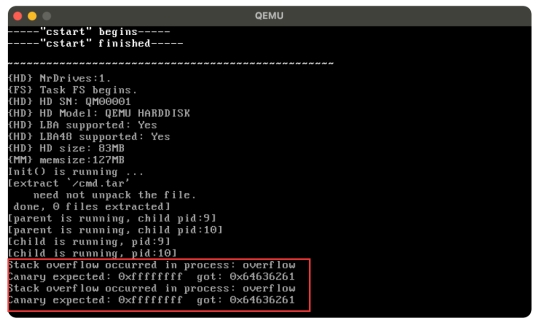 QEMU
-----"cstart" begins-----
-----"cstart" finished-----
~~~~~~~~~~~~~~~~~~~~~~~~~~~~~~~~~~~~~~~~~~~~~~~~~
{HD} NrDrives:1.
{FS} Task FS begins.
{HD} HD SN: QM00001
{HD} HD Model: QEMU HARDDISK
{HD} LBA supported: Yes
{HD} LBA48 supported: Yes
{HD} HD size: 83MB
{MM} memsize:127MB
Init() is running ...
[extract `/cmd.tar'
    need not unpack the file.
 done, 0 files extracted]
[parent is running, child pid:9]
[parent is running, child pid:10]
[child is running, pid:9]
[child is running, pid:10]
Stack overflow occurred in process: overflow
Canary expected: 0xffffffff  got: 0x64636261
Stack overflow occurred in process: overflow
Canary expected: 0xffffffff  got: 0x64636261